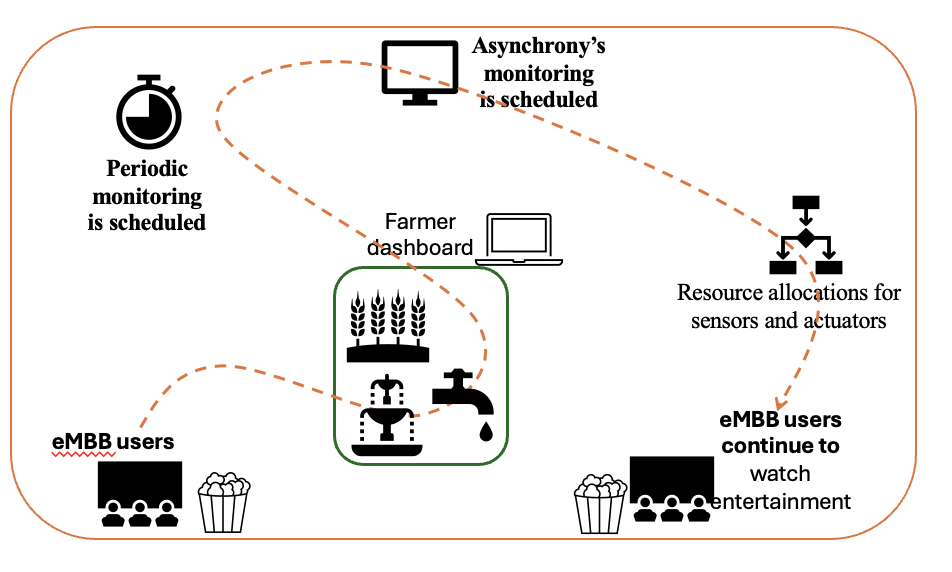 Asynchrony’s
monitoring
is scheduled
Periodic
monitoring
is scheduled
Farmer
dashboard
Resource allocations for
sensors and actuators
eMBB users
eMBB users
continue to
watch
entertainment